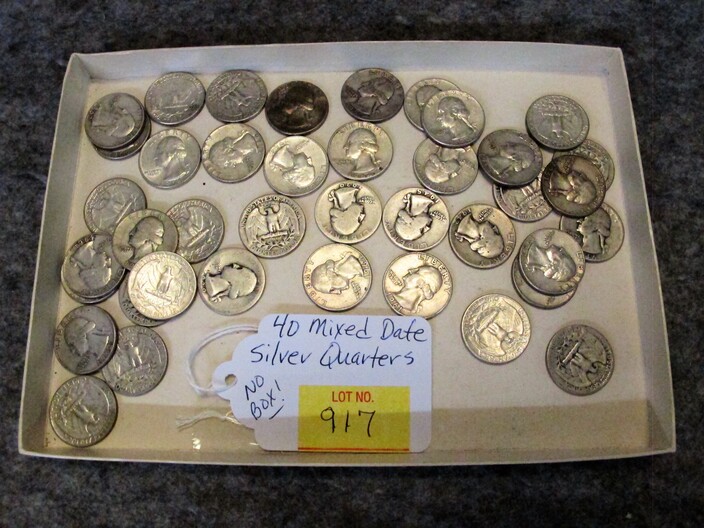 40 Mixed Date
Silver Quarters
NO
BOX!
LOT NO.
917